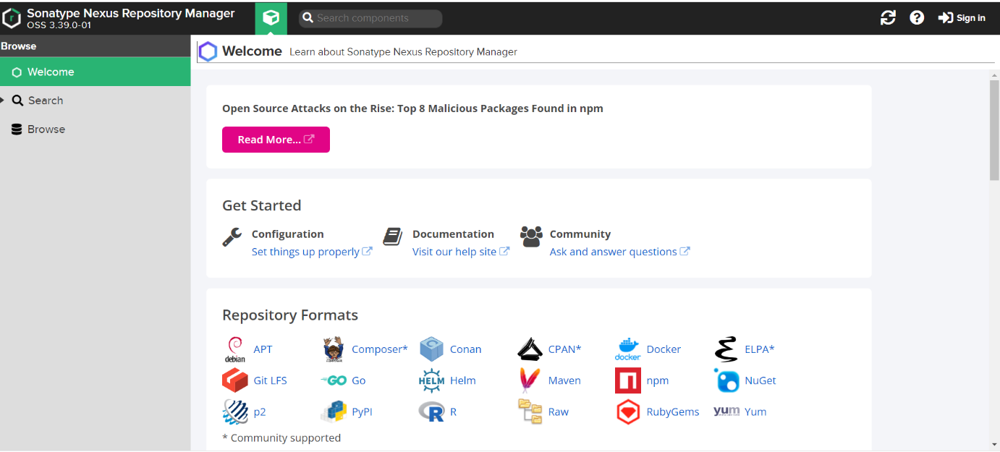 Sonatype Nexus Repository Manager
OSS 3.39.0-01
Search components
Sign in
Browse
Welcome
Search
Browse
Welcome Learn about Sonatype Nexus Repository Manager
Open Source Attacks on the Rise: Top 8 Malicious Packages Found in npm
Read More...
Get Started
Configuration
Set things up properly
Documentation
Visit our help site
Community
Ask and answer questions
Repository Formats
debian APT Composer* Conan CPAN* docker Docker ELPA*
Git LFS GO Go HELM Helm Maven npm NuGet
p2 PyPI R R Raw RubyGems yum Yum
* Community supported